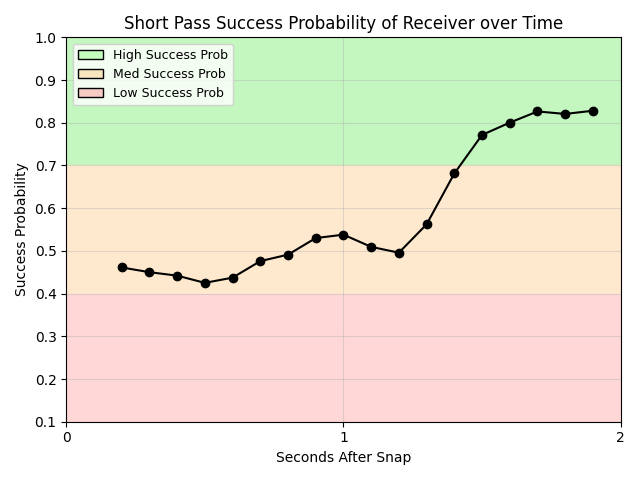 Short Pass Success Probability of Receiver over Time
1.0
High Success Prob
Med Success Prob
Low Success Prob
0.9
0.8
0.7
0.6
0.5
0.4
0.3
0.2
0.1
Success Probability
0
1
2
Seconds After Snap